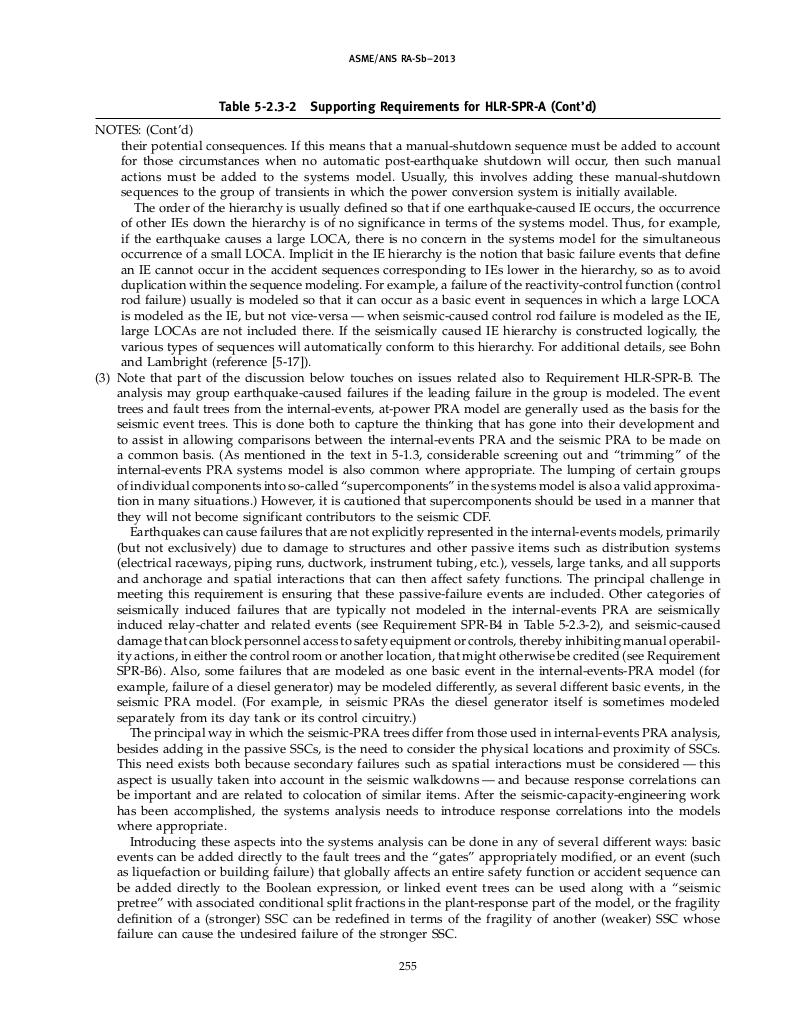 ASME/ANS RA-Sb–2013
Table 5-2.3-2 Supporting Requirements for HLR-SPR-A (Cont'd)
NOTES: (Cont'd)
their potential consequences. If this means that a manual-shutdown sequence must be added to account
for those circumstances when no automatic post-earthquake shutdown will occur, then such manual
actions must be added to the systems model. Usually, this involves adding these manual-shutdown
sequences to the group of transients in which the power conversion system is initially available.
The order of the hierarchy is usually defined so that if one earthquake-caused IE occurs, the occurrence
of other IEs down the hierarchy is of no significance in terms of the systems model. Thus, for example,
if the earthquake causes a large LOCA, there is no concern in the systems model for the simultaneous
occurrence of a small LOCA. Implicit in the IE hierarchy is the notion that basic failure events that define
an IE cannot occur in the accident sequences corresponding to IEs lower in the hierarchy, so as to avoid
duplication within the sequence modeling. For example, a failure of the reactivity-control function (control
rod failure) usually is modeled so that it can occur as a basic event in sequences in which a large LOCA
is modeled as the IE, but not vice-versa — when seismic-caused control rod failure is modeled as the IE,
large LOCAs are not included there. If the seismically caused IE hierarchy is constructed logically, the
various types of sequences will automatically conform to this hierarchy. For additional details, see Bohn
and Lambright (reference [5-17]).
(3) Note that part of the discussion below touches on issues related also to Requirement HLR-SPR-B. The
analysis may group earthquake-caused failures if the leading failure in the group is modeled. The event
trees and fault trees from the internal-events, at-power PRA model are generally used as the basis for the
seismic event trees. This is done both to capture the thinking that has gone into their development and
to assist in allowing comparisons between the internal-events PRA and the seismic PRA to be made on
a common basis. (As mentioned in the text in 5-1.3, considerable screening out and “trimming” of the
internal-events PRA systems model is also common where appropriate. The lumping of certain groups
of individual components into so-called “supercomponents” in the systems model is also a valid approxima-
tion in many situations.) However, it is cautioned that supercomponents should be used in a manner that
they will not become significant contributors to the seismic CDF.
Earthquakes can cause failures that are not explicitly represented in the internal-events models, primarily
(but not exclusively) due to damage to structures and other passive items such as distribution systems
(electrical raceways, piping runs, ductwork, instrument tubing, etc.), vessels, large tanks, and all supports
and anchorage and spatial interactions that can then affect safety functions. The principal challenge in
meeting this requirement is ensuring that these passive-failure events are included. Other categories of
seismically induced failures that are typically not modeled in the internal-events PRA are seismically
induced relay-chatter and related events (see Requirement SPR-B4 in Table 5-2.3-2), and seismic-caused
damage that can block personnel access to safety equipment or controls, thereby inhibiting manual operabil-
ity actions, in either the control room or another location, that might otherwise be credited (see Requirement
SPR-B6). Also, some failures that are modeled as one basic event in the internal-events-PRA model (for
example, failure of a diesel generator) may be modeled differently, as several different basic events, in the
seismic PRA model. (For example, in seismic PRAs the diesel generator itself is sometimes modeled
separately from its day tank or its control circuitry.)
The principal way in which the seismic-PRA trees differ from those used in internal-events PRA analysis,
besides adding in the passive SSCs, is the need to consider the physical locations and proximity of SSCs.
This need exists both because secondary failures such as spatial interactions must be considered — this
aspect is usually taken into account in the seismic walkdowns — and because response correlations can
be important and are related to colocation of similar items. After the seismic-capacity-engineering work
has been accomplished, the systems analysis needs to introduce response correlations into the models
where appropriate.
Introducing these aspects into the systems analysis can be done in any of several different ways: basic
events can be added directly to the fault trees and the “gates” appropriately modified, or an event (such
as liquefaction or building failure) that globally affects an entire safety function or accident sequence can
be added directly to the Boolean expression, or linked event trees can be used along with a “seismic
pretree” with associated conditional split fractions in the plant-response part of the model, or the fragility
definition of a (stronger) SSC can be redefined in terms of the fragility of another (weaker) SSC whose
failure can cause the undesired failure of the stronger SSC.
255